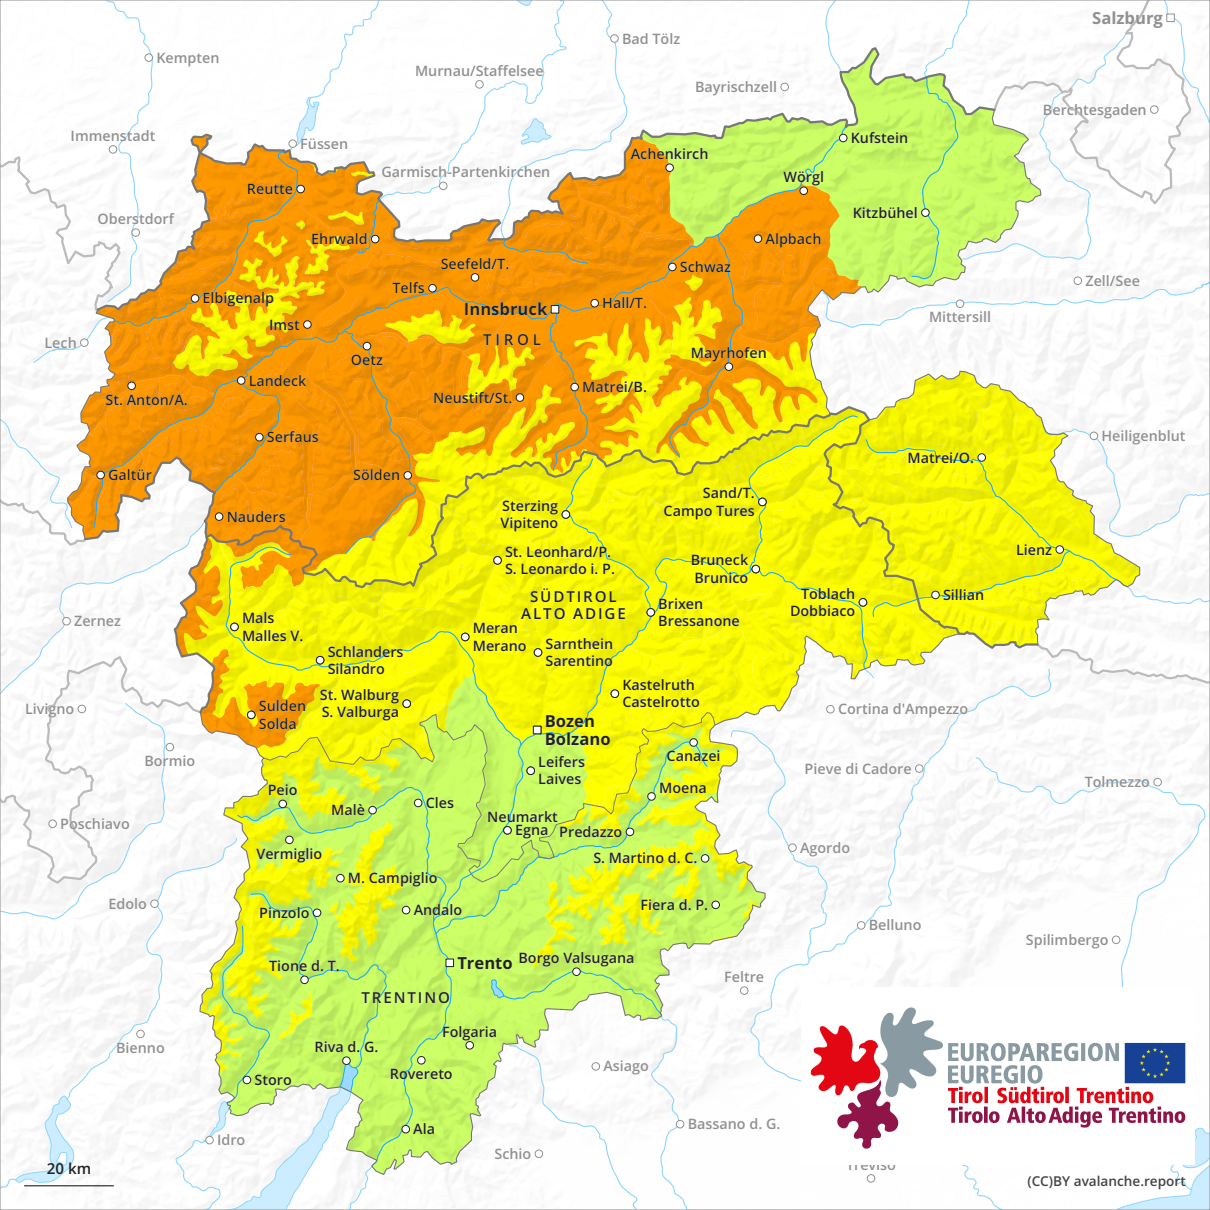 Salzburg
Bad Tölz
Kempten
Murnau/Staffelsee
Bayrischzell
Berchtesgaden
Immenstadt
Füssen
Kufstein
Achenkirch
Garmisch-Partenkirchen
Wörgl
Reutte
Oberstdorf
Kitzbühel
Ehrwald
Alpbach
Seefeld/T.
Schwaz
Zell/See
Telfs
Elbigenalp
Hall/T.
Innsbruck
Mittersill
Imst
TIROL
Lech
Oetz
Mayrhofen
Landeck
Matrei/B.
St. Anton/A.
Neustift/St.
Serfaus
Heiligenblut
Matrei/O.
Galtür
Sölden
Sand/T.
Campo Tures
Sterzing
Vipiteno
Nauders
St. Leonhard/P.
S. Leonardo i. P.
Lienz
Bruneck
Brunico
SÜDTIROL
ALTO ADIGE
Toblach
Dobbiaco
Sillian
Brixen
Bressanone
Zernez
Mals
Malles V.
Meran
Merano
Sarnthein
Sarentino
Schlanders
Silandro
Kastelruth
Castelrotto
St. Walburg
S. Valburga
Livigno
Sulden
Solda
Cortina d'Ampezzo
Bozen
Bolzano
Bormio
Canazei
Leifers
Laives
Pieve di Cadore
Tolmezzo
Peio
Moena
Malè
Cles
Poschiavo
Neumarkt
Egna
Predazzo
Vermiglio
S. Martino d. C.
Agordo
M. Campiglio
Edolo
Pinzolo
Andalo
Fiera d. P.
Belluno
Spilimbergo
Trento
Borgo Valsugana
Tione d. T.
Feltre
TRENTINO
Folgaria
Bienno
Riva d. G.
Rovereto
Asiago
Storo
EUROPAREGION
EUREGIO
Tirol Südtirol Trentino
Tirolo Alto Adige Trentino
Ala
Bassano d. G.
Idro
Schio
Treviso
20 km
(CC)BY avalanche.report